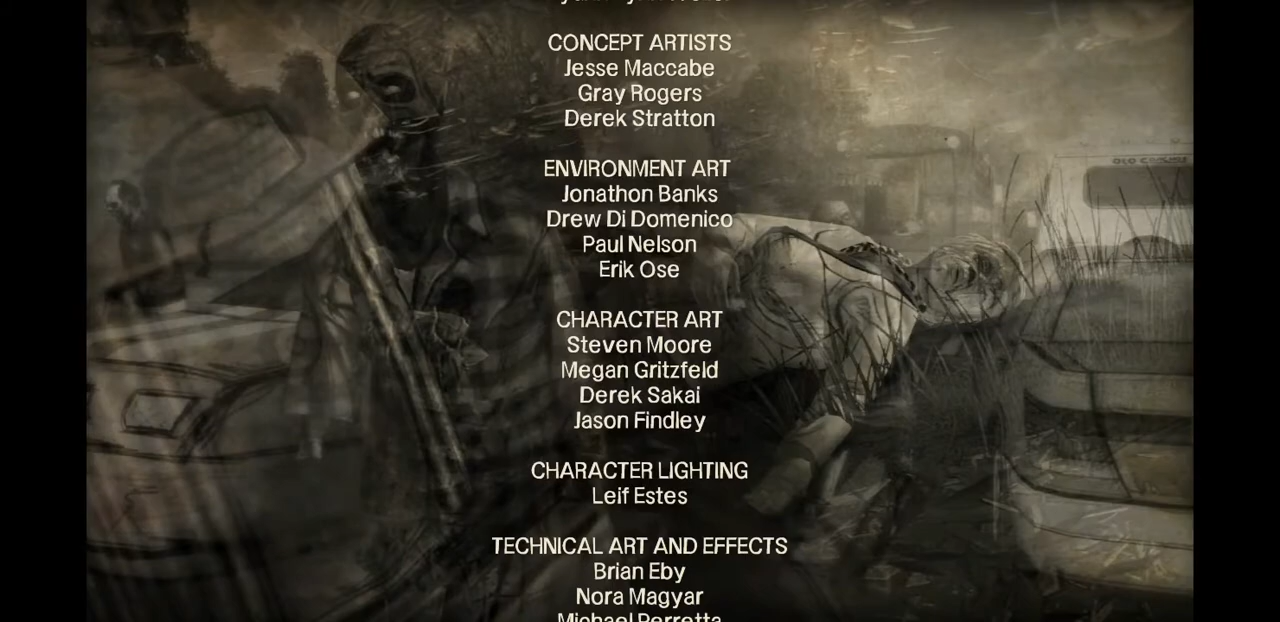 CONCEPT ARTISTS
Jesse Maccabe
Gray Rogers
Derek Stratton
ENVIRONMENT ART
Jonathon Banks
Drew Di Domenico
Paul Nelson
Erik Ose
CHARACTER ART
Steven Moore
Megan Gritzfeld
Derek Sakai
Jason Findley
CHARACTER LIGHTING
Leif Estes
TECHNICAL ART AND EFFECTS
Brian Eby
Nora Magyar
Michael Perretta